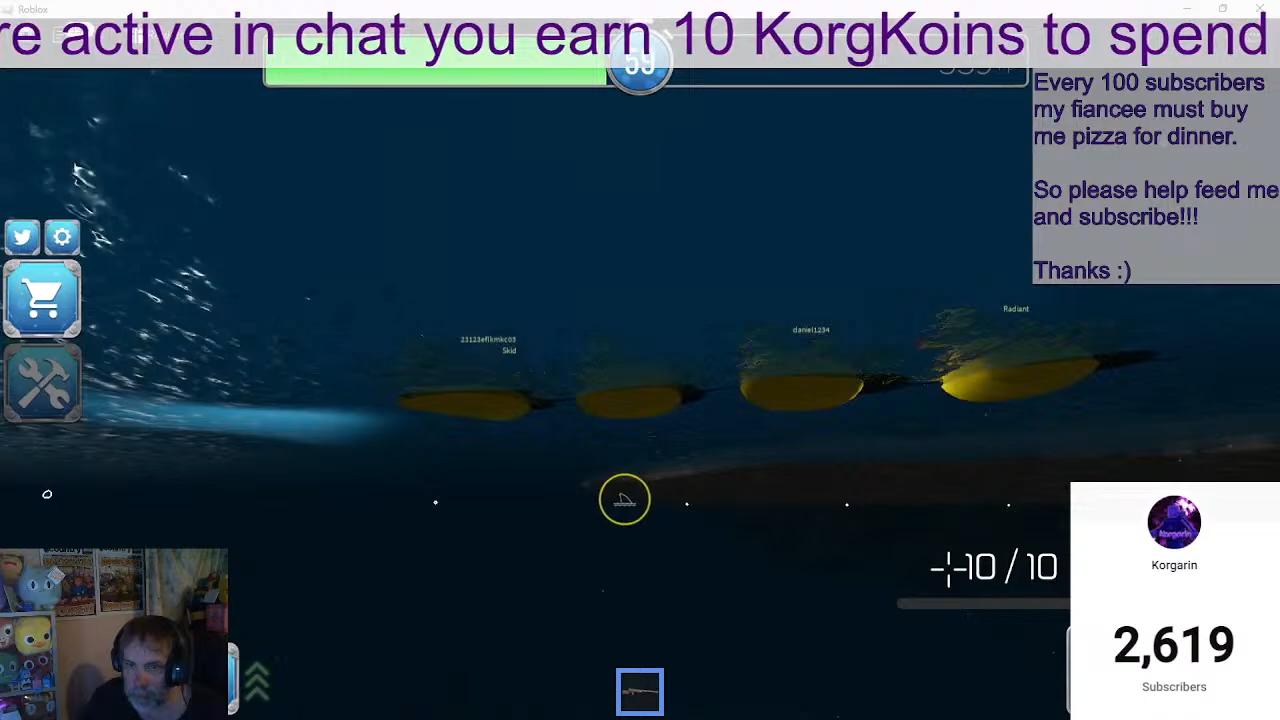 Roblox
re active in chat you earn 10 KorgKoins to spend
59
Every 100 subscribers
my fiancee must buy
me pizza for dinner.
So please help feed me
and subscribe!!!
Thanks :)
Radiant
daniel1234
23123eflkmkc03
Skid
10 / 10
Korgarin
2,619
Subscribers